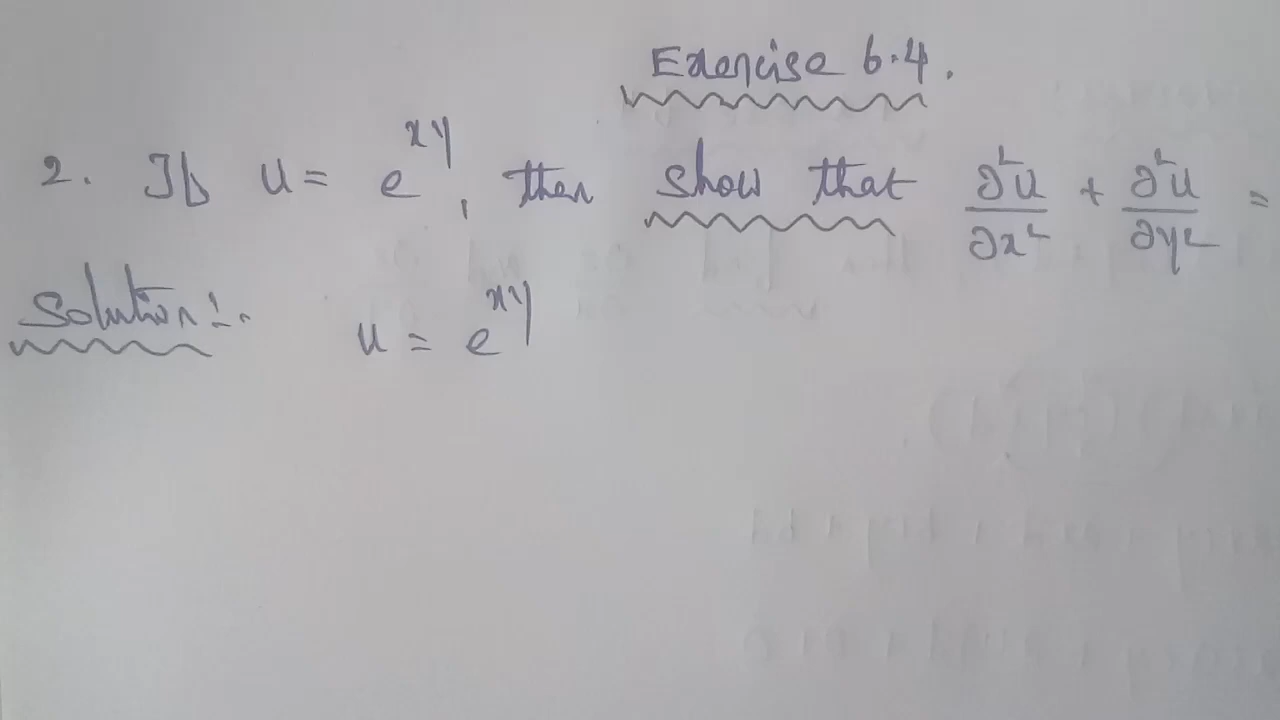 Exercise 6.4.
2. If u = e^{xy}, then show that ∂²u/∂x² + ∂²u/∂y² =
Solution:-
u = e^{xy}